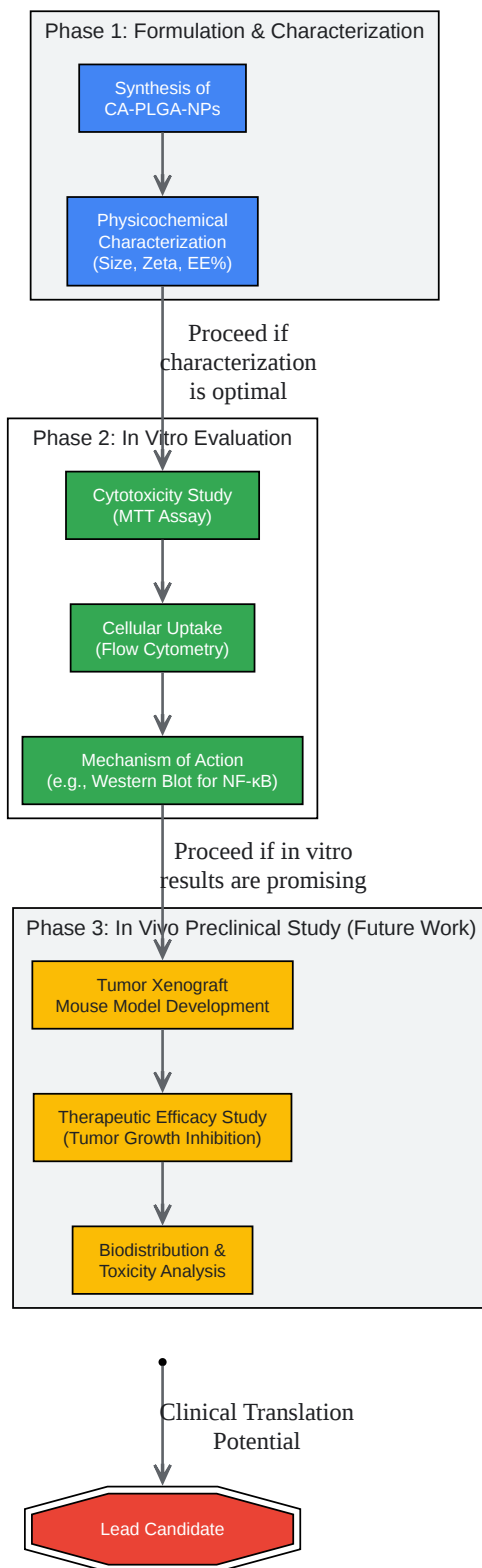 Phase 1: Formulation & Characterization
Synthesis of
CA-PLGA-NPs
Physicochemical
Characterization
(Size, Zeta, EE%)
Proceed if
characterization
is optimal
Phase 2: In Vitro Evaluation
Cytotoxicity Study
(MTT Assay)
Cellular Uptake
(Flow Cytometry)
Mechanism of Action
(e.g., Western Blot for NF-κB)
Proceed if in vitro
results are promising
Phase 3: In Vivo Preclinical Study (Future Work)
Tumor Xenograft
Mouse Model Development
Therapeutic Efficacy Study
(Tumor Growth Inhibition)
Biodistribution &
Toxicity Analysis
Clinical Translation
Potential
Lead Candidate